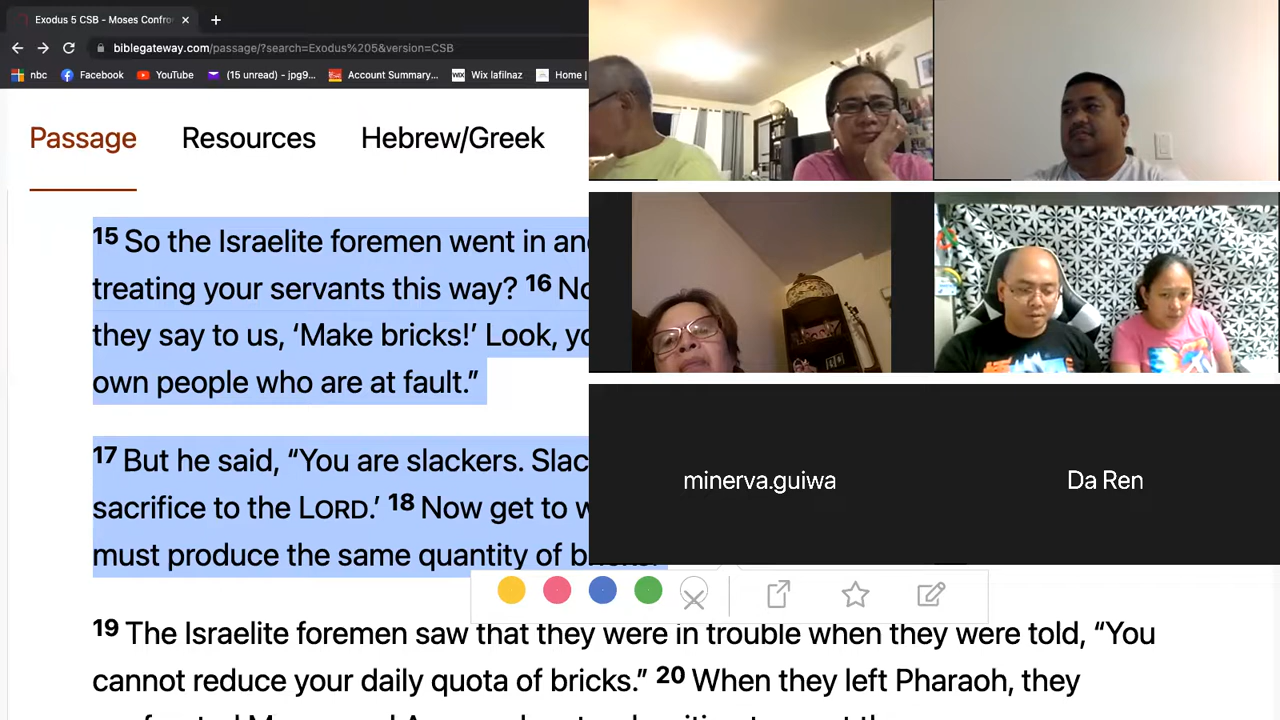 Exodus 5 CSB - Moses Confro
biblegateway.com/passage/?search=Exodus%205&version=CSB
nbc Facebook YouTube (15 unread) - jpg9... Account Summary... Wix lafilnaz Home |
Passage Resources Hebrew/Greek
15 So the Israelite foremen went in and
treating your servants this way? 16 No
they say to us, ‘Make bricks!’ Look, yo
own people who are at fault.”
17 But he said, “You are slackers. Slac
sacrifice to the LORD.’ 18 Now get to w
must produce the same quantity of bricks.”
minerva.guiwa
Da Ren
19 The Israelite foremen saw that they were in trouble when they were told, “You
cannot reduce your daily quota of bricks.” 20 When they left Pharaoh, they